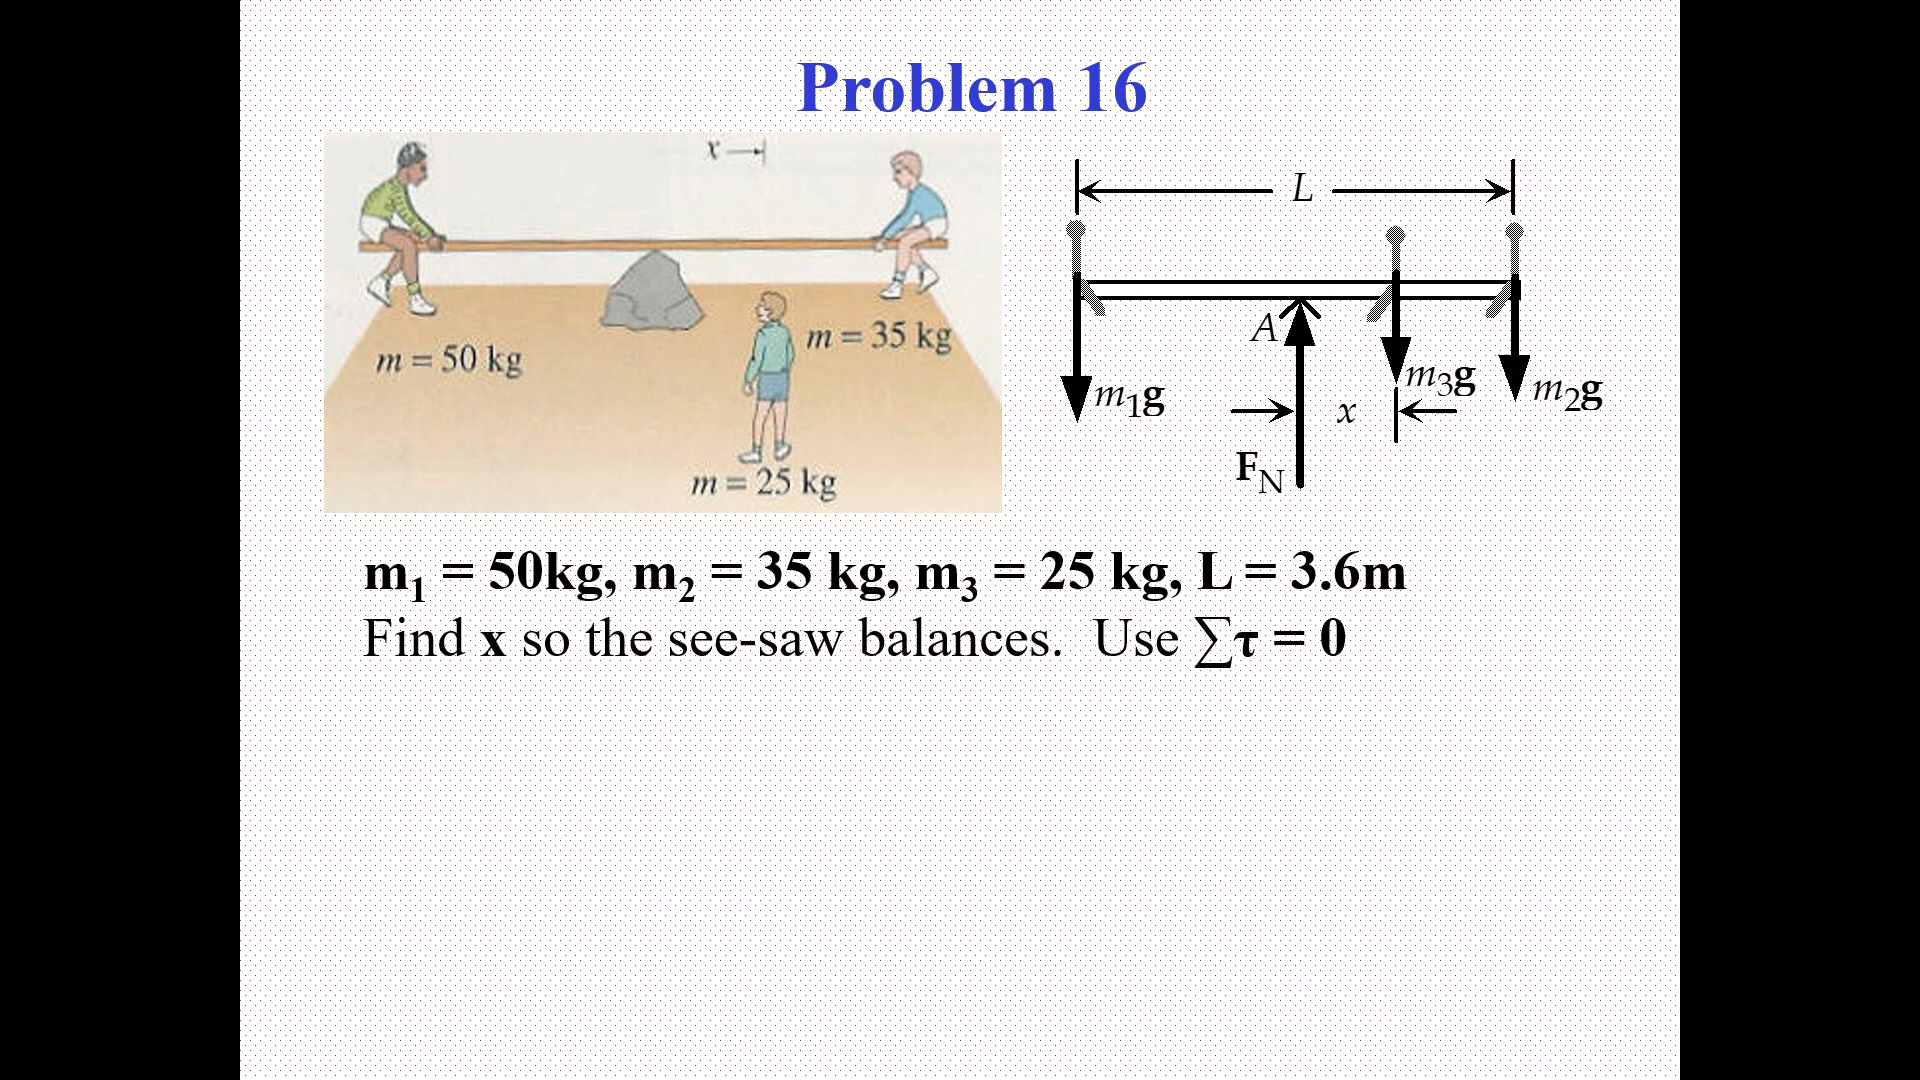 Problem 16
x
m = 50 kg
m = 35 kg
m = 25 kg
L
A
m₁g
m₃g
m₂g
x
F_N
m₁ = 50kg, m₂ = 35 kg, m₃ = 25 kg, L = 3.6m
Find x so the see-saw balances. Use ∑τ = 0